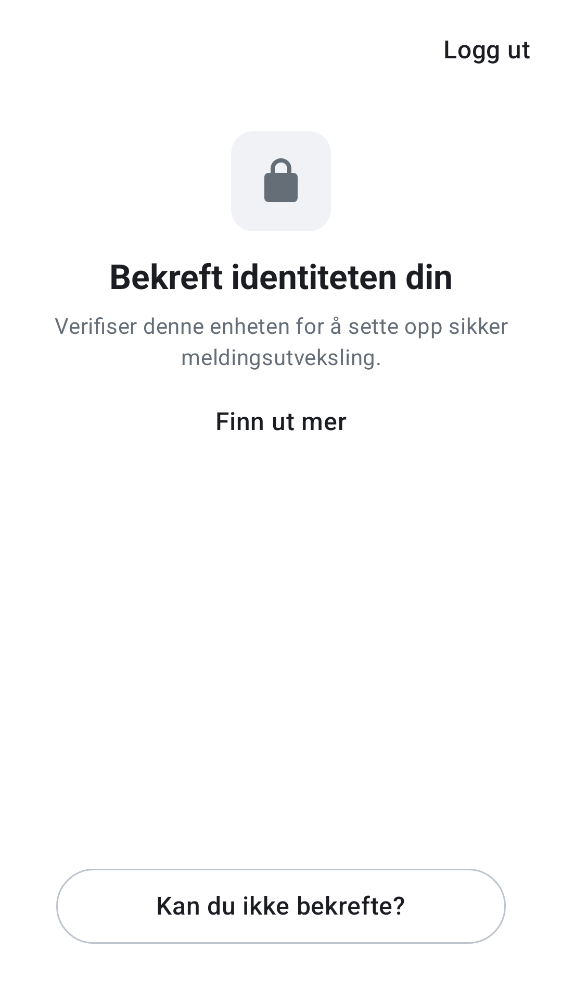 Logg ut
Bekreft identiteten din
Verifiser denne enheten for å sette opp sikker
meldingsutveksling.
Finn ut mer
Kan du ikke bekrefte?